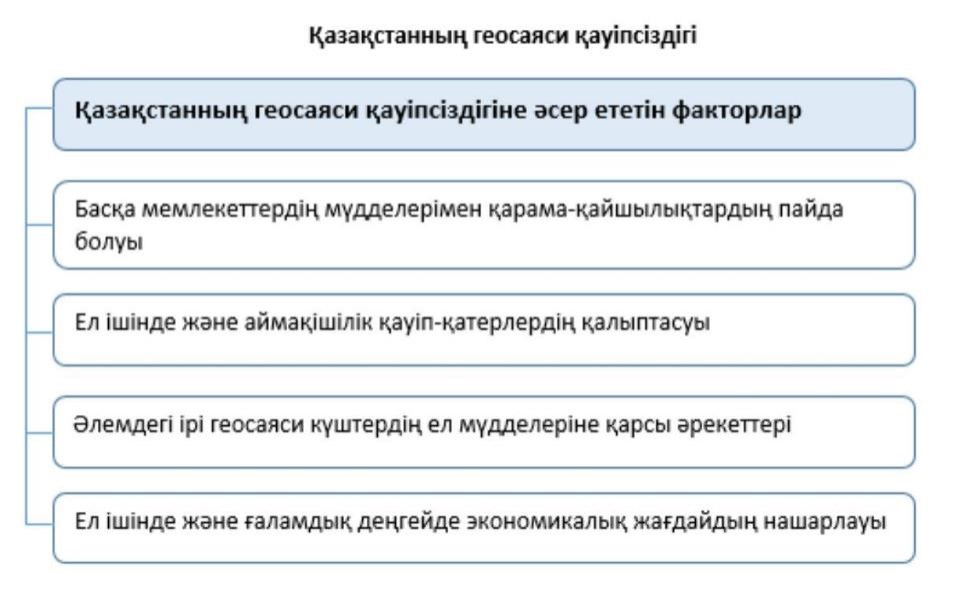 Қазақстанның геосаяси қауіпсіздігі
Қазақстанның геосаяси қауіпсіздігіне әсер ететін факторлар
Басқа мемлекеттердің мүдделерімен қарама-қайшылықтардың пайда
болуы
Ел ішінде және аймақішілік қауіп-қатерлердің қалыптасуы
Әлемдегі ірі геосаяси күштердің ел мүдделеріне қарсы әрекеттері
Ел ішінде және ғаламдық деңгейде экономикалық жағдайдың нашарлауы